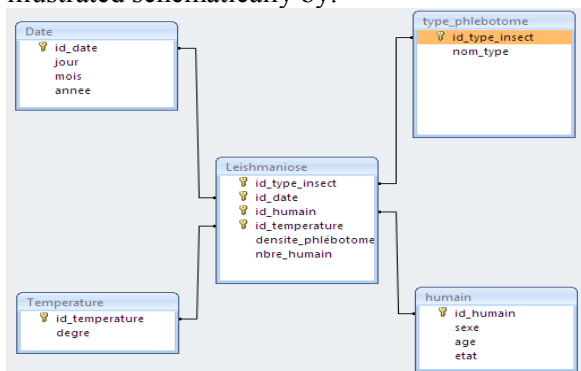 illustrated schematically by:
Date
id_date
jour
mois
annee
type_phlebotome
id_type_insect
nom_type
Leishmaniose
id_type_insect
id_date
id_humain
id_temperature
densite_phlébotome
nbre_humain
Temperature
id_temperature
degre
humain
id_humain
sexe
age
etat